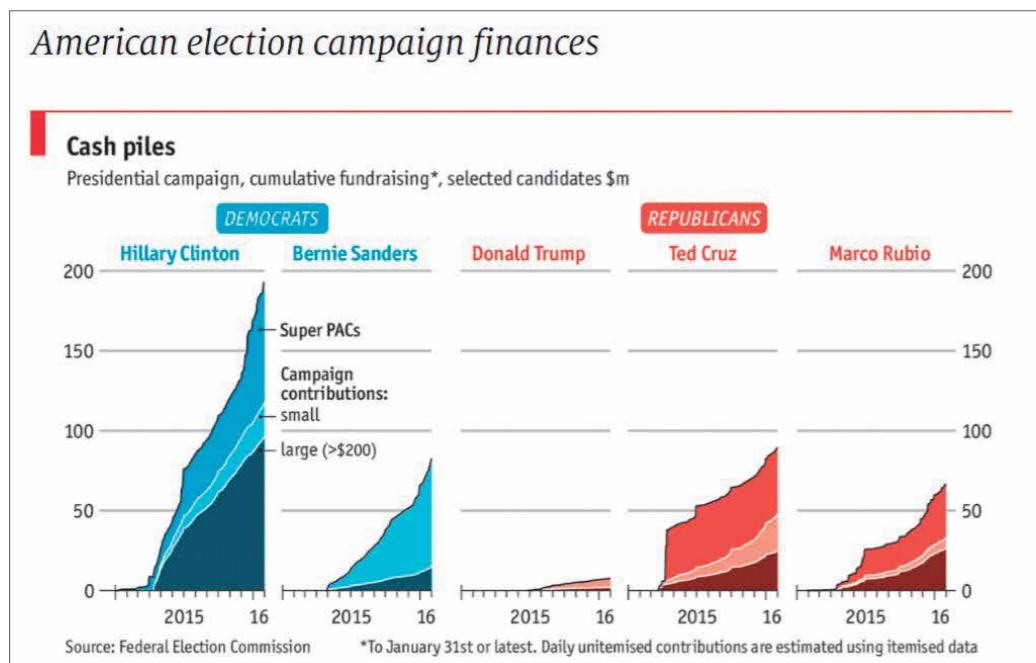 American election campaign finances
Cash piles
Presidential campaign, cumulative fundraising*, selected candidates $m
DEMOCRATS
REPUBLICANS
Hillary Clinton
Bernie Sanders
Donald Trump
Ted Cruz
Marco Rubio
200
200
Super PACs
150
150
Campaign
contributions:
small
100
100
large (>$200)
50
50
0
0
2015 16
2015 16
2015 16
2015 16
2015 16
Source: Federal Election Commission
*To January 31st or latest. Daily unitemised contributions are estimated using itemised data